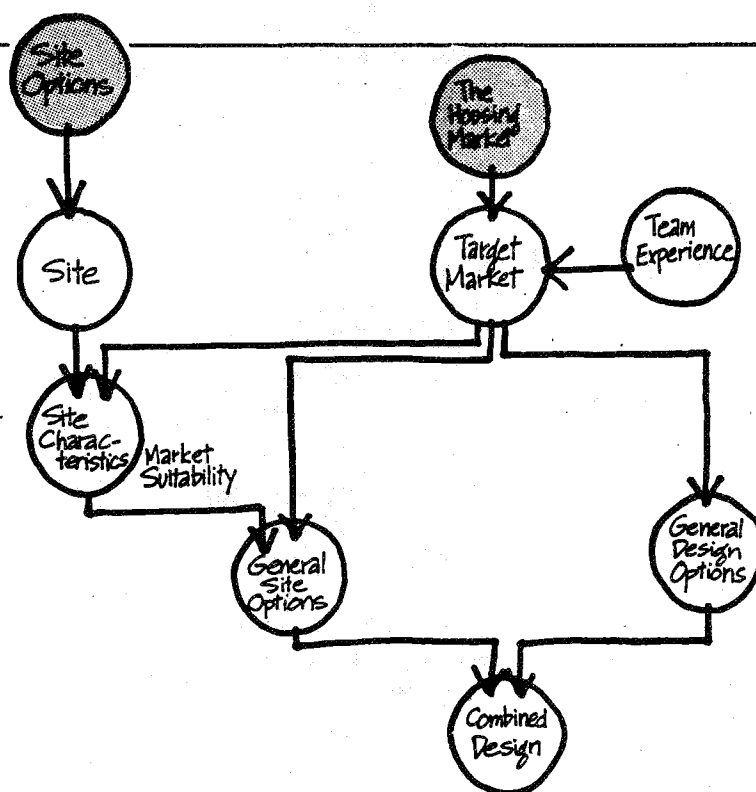 Site
Options
The
Housing
Market
Site
Target
Market
Team
Experience
Site
Charac-
teristics
Market
Suitability
General
Site
Options
General
Design
Options
Combined
Design